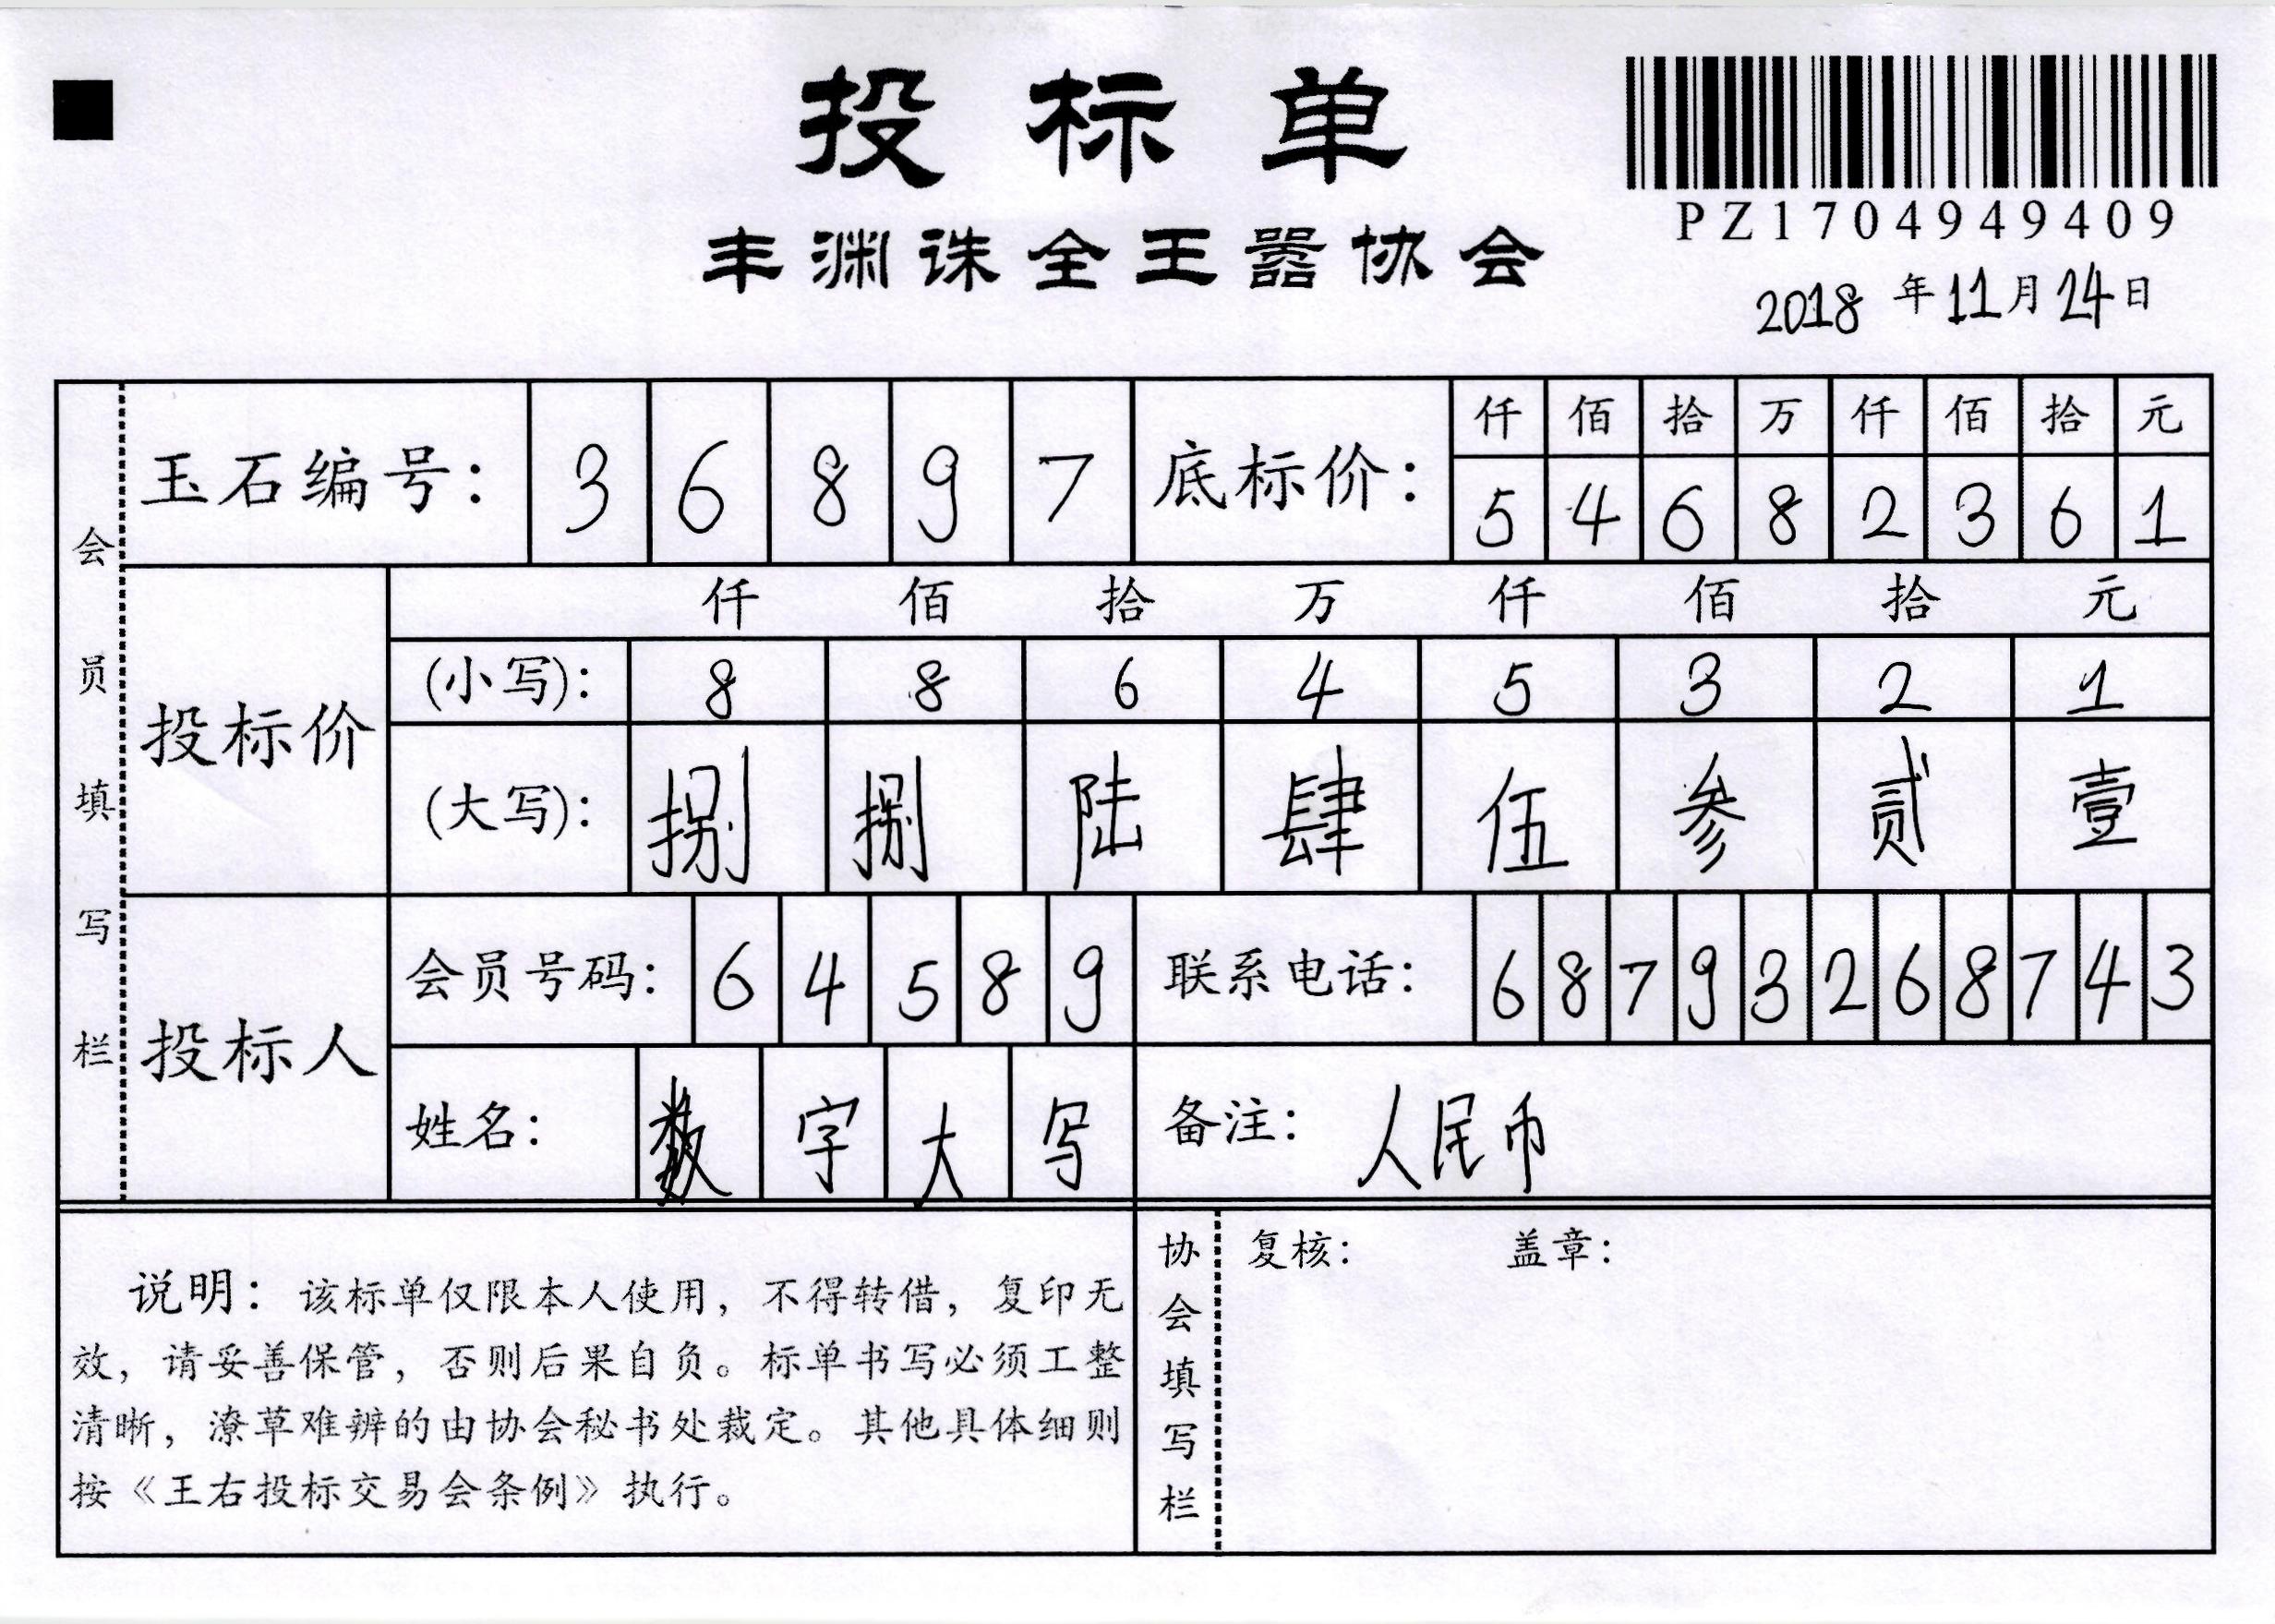 投标单
丰渊诛全王嚣协会
PZ1704949409
2018 年 11 月 24 日
会员填写栏
玉石编号： 3 6 8 9 7
底标价：
仟 佰 拾 万 仟 佰 拾 元
5 4 6 8 2 3 6 1
投标价
仟 佰 拾 万 仟 佰 拾 元
(小写)： 8 8 6 4 5 3 2 1
(大写)： 捌 捌 陆 肆 伍 参 贰 壹
投标人
会员号码： 6 4 5 8 9
联系电话： 6 8 7 9 3 2 6 8 7 4 3
姓名： 数 字 大 写
备注： 人民币
说明：该标单仅限本人使用，不得转借，复印无
效，请妥善保管，否则后果自负。标单书写必须工整
清晰，潦草难辨的由协会秘书处裁定。其他具体细则
按《王右投标交易会条例》执行。
协会填写栏
复核： 盖章：